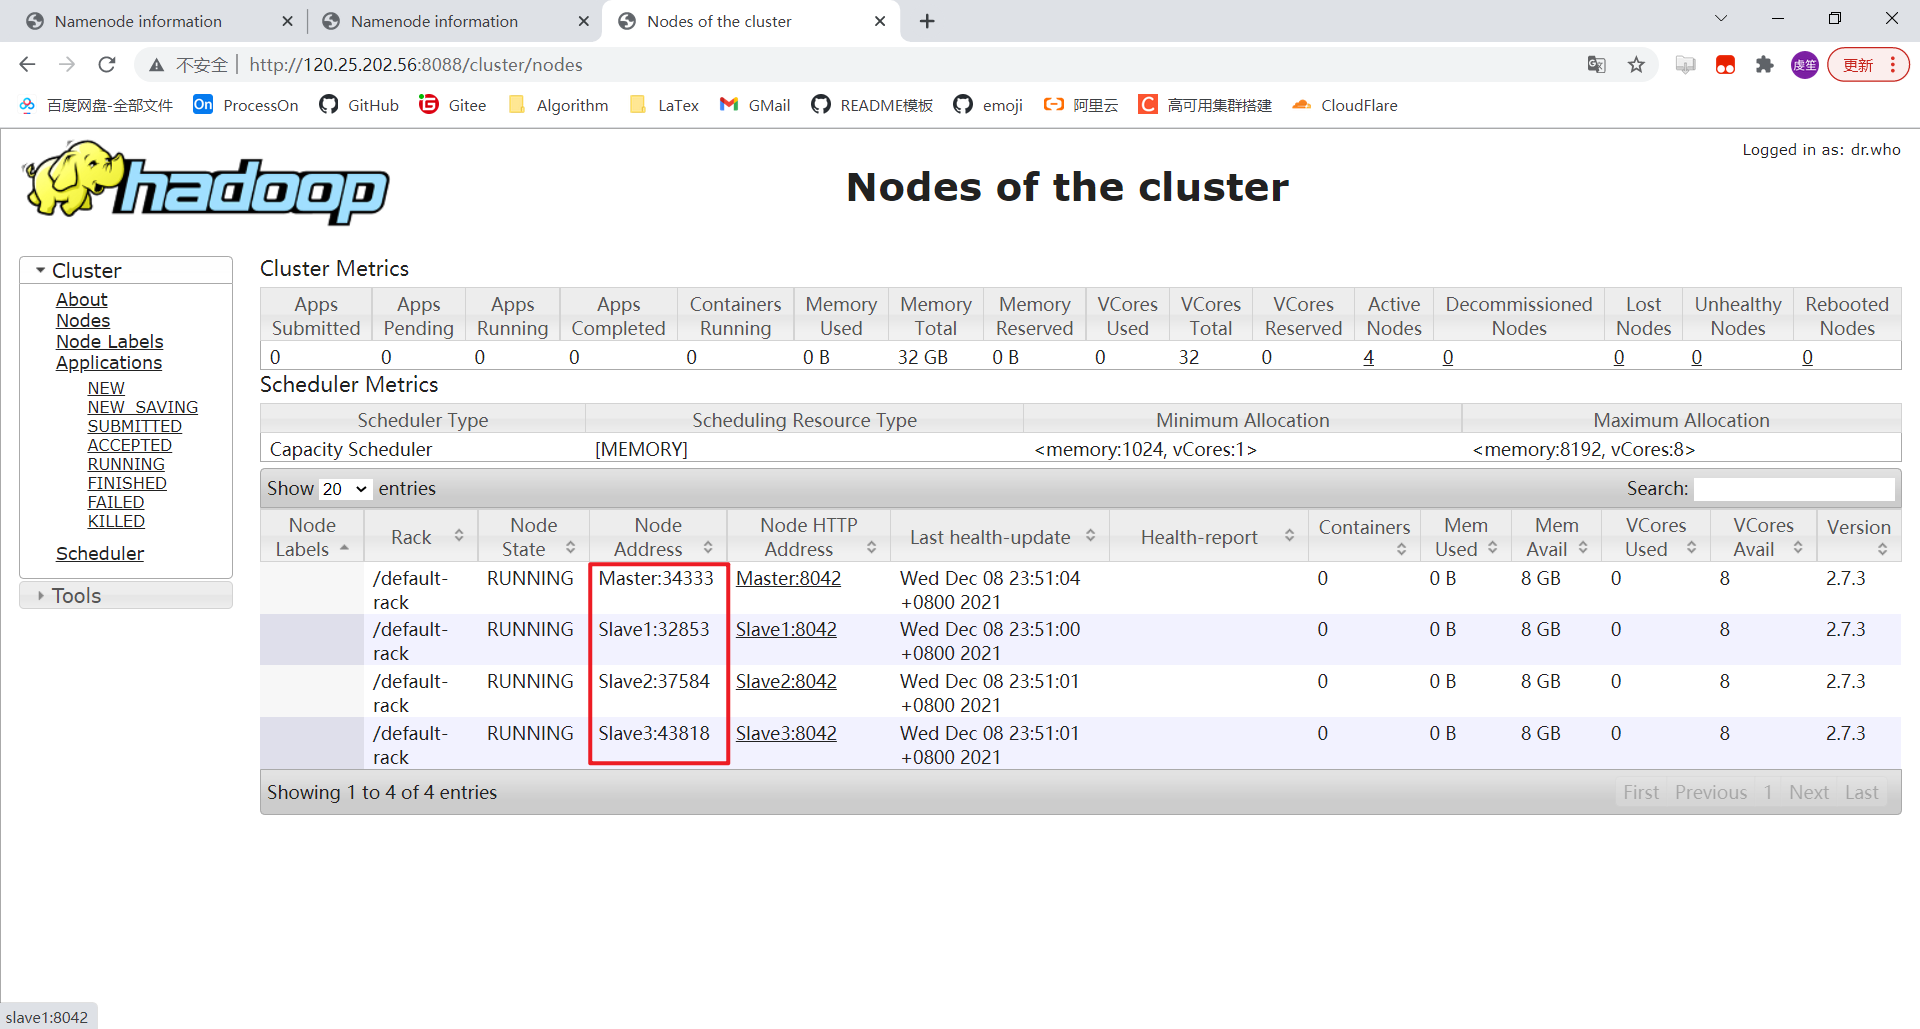 Namenode information
Namenode information
Nodes of the cluster
不安全 http://120.25.202.56:8088/cluster/nodes
虔笙
更新
百度网盘-全部文件 On ProcessOn GitHub Gitee Algorithm LaTex GMail README模板 emoji 阿里云 C 高可用集群搭建 CloudFlare
hadoop
Logged in as: dr.who
Nodes of the cluster
Cluster
About
Nodes
Node Labels
Applications
NEW
NEW_SAVING
SUBMITTED
ACCEPTED
RUNNING
FINISHED
FAILED
KILLED
Scheduler
Tools
Cluster Metrics
Apps Submitted Apps Pending Apps Running Apps Completed Containers Running Memory Used Memory Total Memory Reserved VCores Used VCores Total VCores Reserved Active Nodes Decommissioned Nodes Lost Nodes Unhealthy Nodes Rebooted Nodes
0 0 0 0 0 0 B 32 GB 0 B 0 32 0 4 0 0 0 0
Scheduler Metrics
Scheduler Type Scheduling Resource Type Minimum Allocation Maximum Allocation
Capacity Scheduler [MEMORY] <memory:1024, vCores:1> <memory:8192, vCores:8>
Show 20 entries Search:
Node Labels Rack Node State Node Address Node HTTP Address Last health-update Health-report Containers Mem Used Mem Avail VCores Used VCores Avail Version
/default-rack RUNNING Master:34333 Master:8042 Wed Dec 08 23:51:04 +0800 2021 0 0 B 8 GB 0 8 2.7.3
/default-rack RUNNING Slave1:32853 Slave1:8042 Wed Dec 08 23:51:00 +0800 2021 0 0 B 8 GB 0 8 2.7.3
/default-rack RUNNING Slave2:37584 Slave2:8042 Wed Dec 08 23:51:01 +0800 2021 0 0 B 8 GB 0 8 2.7.3
/default-rack RUNNING Slave3:43818 Slave3:8042 Wed Dec 08 23:51:01 +0800 2021 0 0 B 8 GB 0 8 2.7.3
Showing 1 to 4 of 4 entries First Previous 1 Next Last
slave1:8042